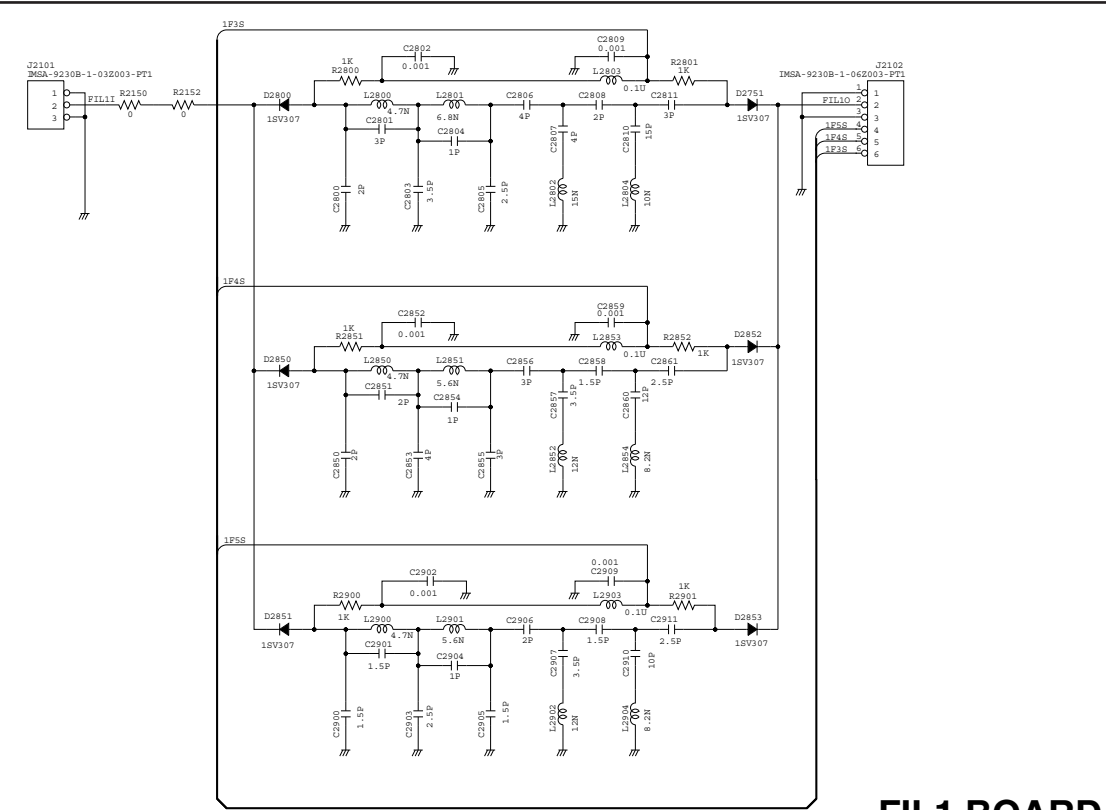 1F3S
J2101
IMSA-9230B-1-03Z003-PT1
1
2
3
FIL1I
R2150
0
R2152
0
D2800
1SV307
1K
R2800
C2802
0.001
C2809
0.001
L2803
0.1U
R2801
1K
D2751
1SV307
J2102
IMSA-9230B-1-06Z003-PT1
FIL1O
1F5S
1F4S
1F3S
1 1
2 2
3 3
4 4
5 5
6 6
L2800
4.7N
L2801
6.8N
C2806
4P
C2808
2P
C2811
3P
C2801
3P
C2804
1P
C2807
4P
C2810
15P
C2800
2P
C2803
3.5P
C2805
2.5P
L2802
15N
L2804
10N
1F4S
1K
R2851
C2852
0.001
C2859
0.001
L2853
0.1U
R2852
1K
D2852
1SV307
D2850
1SV307
L2850
4.7N
L2851
5.6N
C2856
3P
C2858
1.5P
C2861
2.5P
C2851
2P
C2854
1P
C2857
3.5P
C2860
12P
C2850
2P
C2853
4P
C2855
3P
L2852
12N
L2854
8.2N
1F5S
R2900
1K
C2902
0.001
0.001
C2909
L2903
0.1U
1K
R2901
D2851
1SV307
L2900
4.7N
L2901
5.6N
C2906
2P
C2908
1.5P
C2911
2.5P
D2853
1SV307
C2901
1.5P
C2904
1P
C2907
3.5P
C2910
10P
C2900
1.5P
C2903
2.5P
C2905
1.5P
L2902
12N
L2904
8.2N
FIL1 BOARD